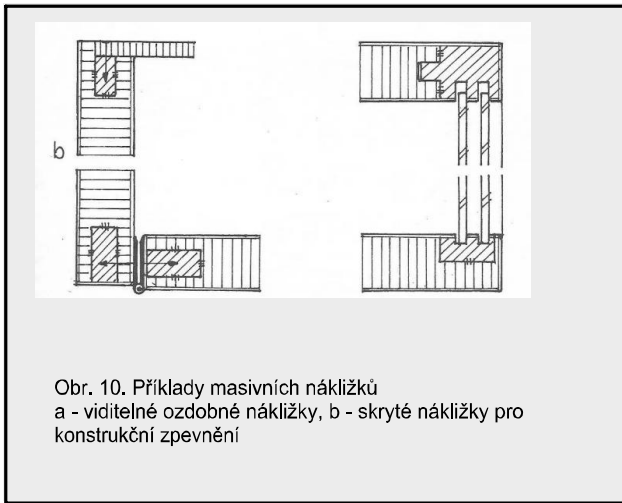 b
Obr. 10. Příklady masivních nákližků
a - viditelné ozdobné nákližky, b - skryté nákližky pro
konstrukční zpevnění